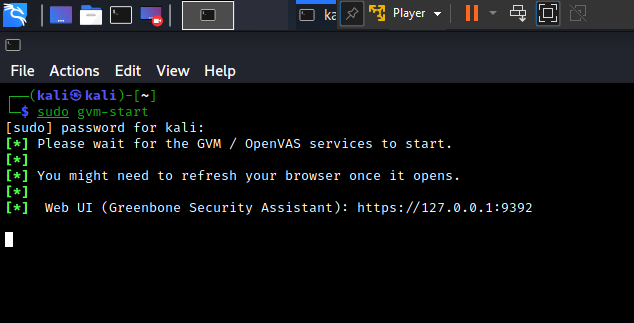 ka
Player
File Actions Edit View Help
┌──(kali㉿kali)-[~]
└─$ sudo gvm-start
[sudo] password for kali:
[*] Please wait for the GVM / OpenVAS services to start.
[*]
[*] You might need to refresh your browser once it opens.
[*]
[*]  Web UI (Greenbone Security Assistant): https://127.0.0.1:9392